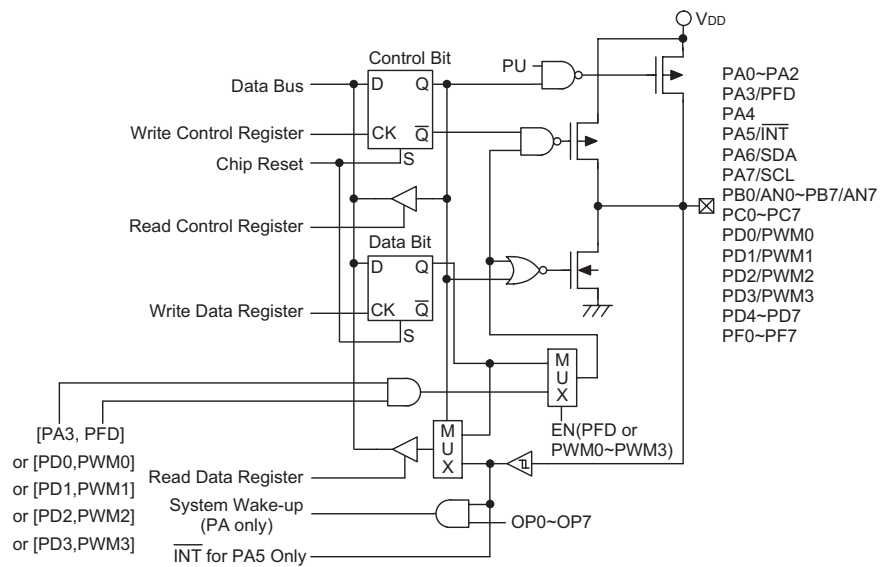 VDD
Control Bit
PU
Data Bus
D
Q
Write Control Register
CK
Q̅
Chip Reset
S
Read Control Register
Data Bit
D
Q
Write Data Register
CK
Q̅
S
M
U
X
[PA3, PFD]
or [PD0,PWM0]
or [PD1,PWM1]
or [PD2,PWM2]
or [PD3,PWM3]
M
U
X
EN(PFD or
PWM0~PWM3)
Read Data Register
System Wake-up
(PA only)
OP0~OP7
I̅N̅T̅ for PA5 Only
PA0~PA2
PA3/PFD
PA4
PA5/I̅N̅T̅
PA6/SDA
PA7/SCL
PB0/AN0~PB7/AN7
PC0~PC7
PD0/PWM0
PD1/PWM1
PD2/PWM2
PD3/PWM3
PD4~PD7
PF0~PF7